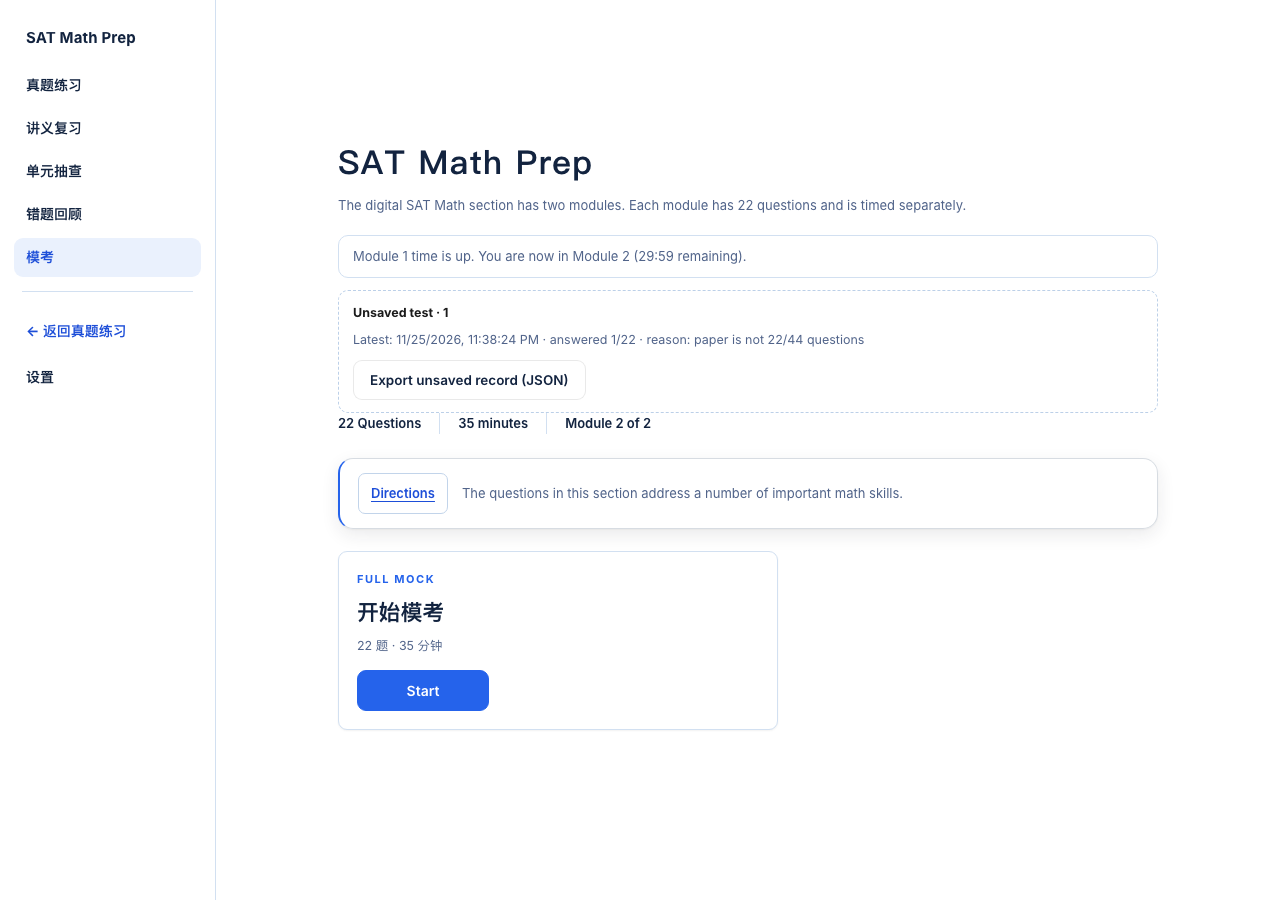 SAT Math Prep
真题练习
讲义复习
单元抽查
错题回顾
模考
← 返回真题练习
设置
SAT Math Prep
The digital SAT Math section has two modules. Each module has 22 questions and is timed separately.
Module 1 time is up. You are now in Module 2 (29:59 remaining).
Unsaved test · 1
Latest: 11/25/2026, 11:38:24 PM · answered 1/22 · reason: paper is not 22/44 questions
Export unsaved record (JSON)
22 Questions
35 minutes
Module 2 of 2
Directions
The questions in this section address a number of important math skills.
FULL MOCK
开始模考
22 题 · 35 分钟
Start